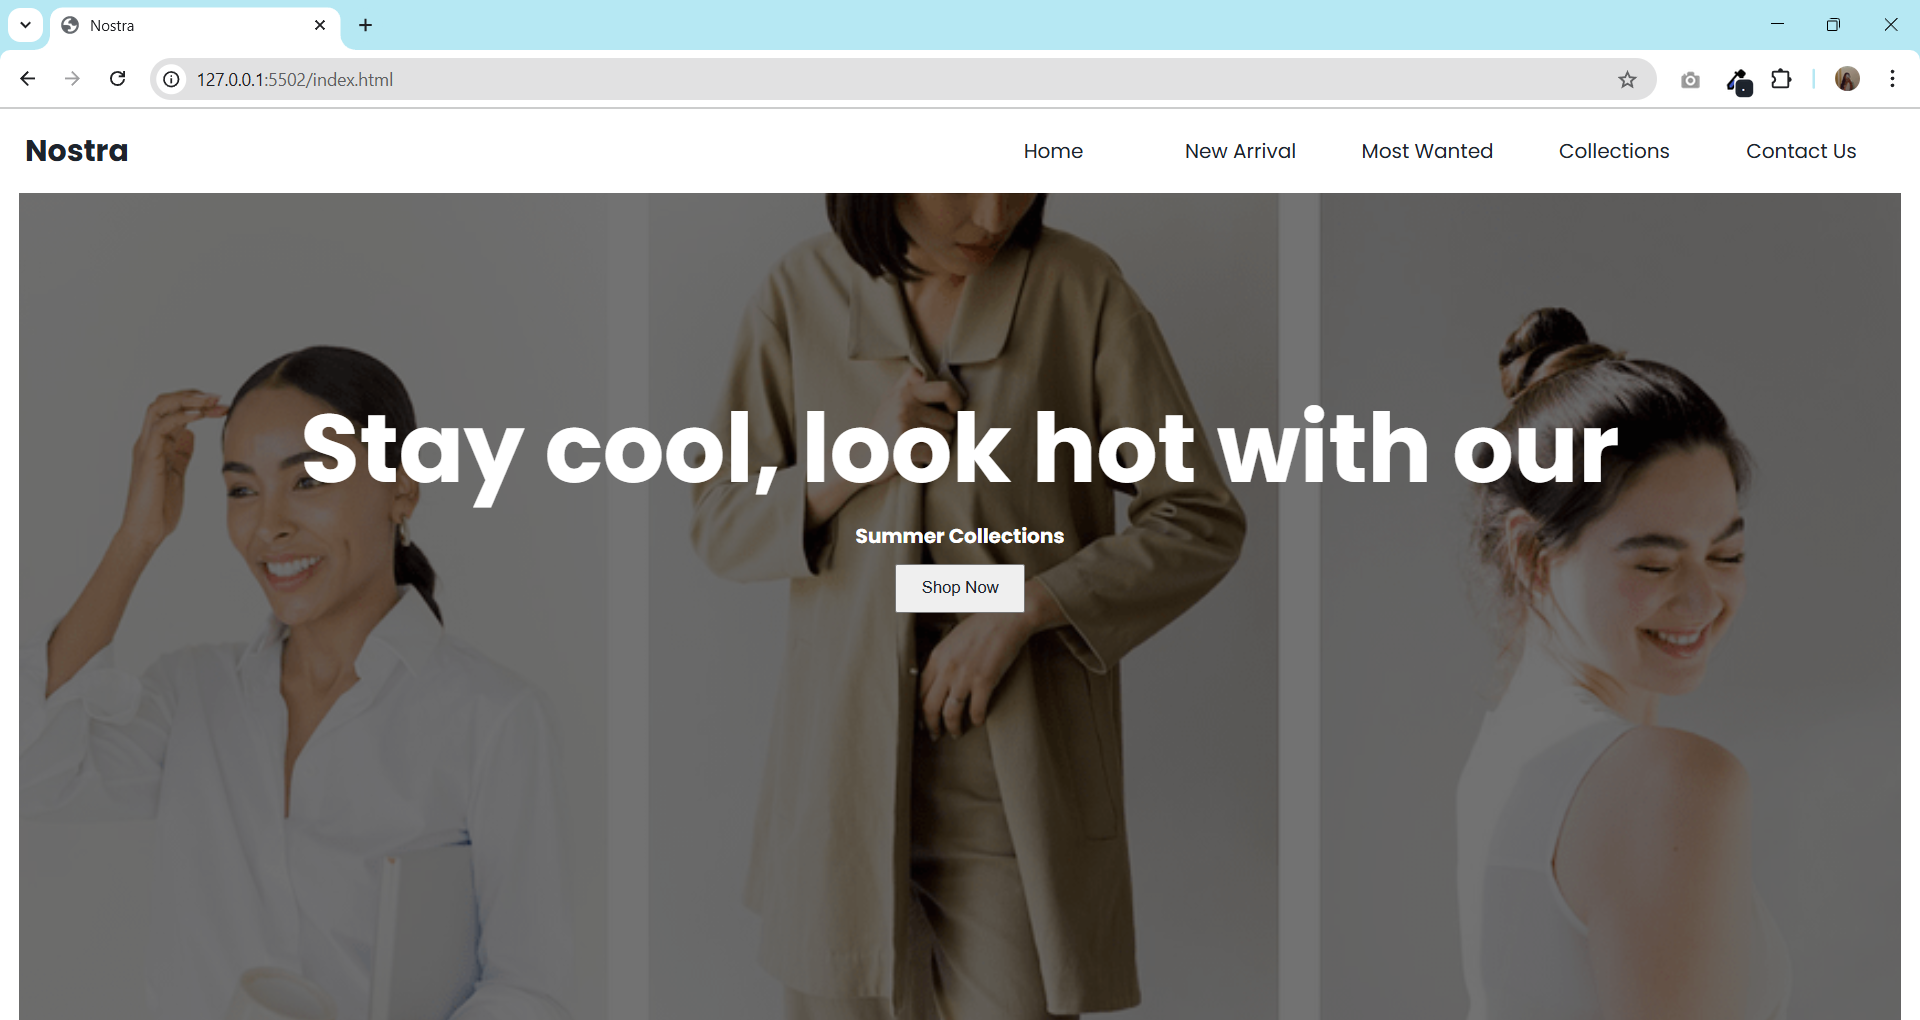 Nostra
127.0.0.1:5502/index.html
Nostra
Home
New Arrival
Most Wanted
Collections
Contact Us
Stay cool, look hot with our
Summer Collections
Shop Now